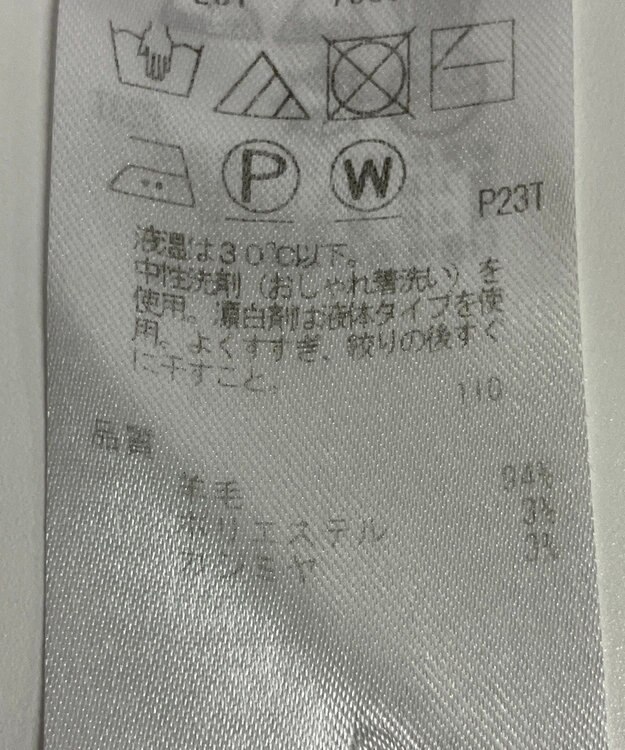 P
W
P23T
液温は30℃以下。
中性洗剤（おしゃれ着洗い）を
使用。漂白剤は液体タイプを使
用。よくすすぎ、絞りの後すぐ
に干すこと。
110
品質
羊毛 94%
ポリエステル 3%
カシミヤ 3%